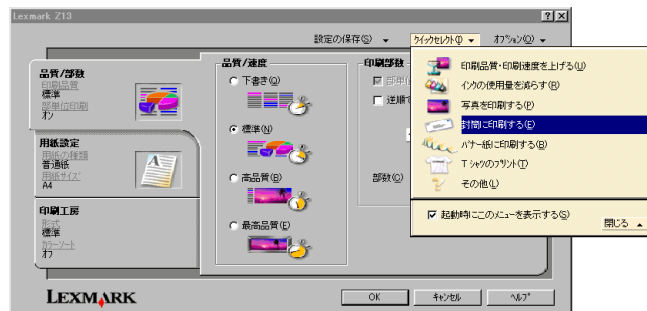 Lexmark Z13
設定の保存(S)
クイックセレクト(I)
オプション(O)
品質/部数
印刷品質
標準
部単位印刷
オン
用紙設定
用紙の種類
普通紙
用紙サイズ
A4
印刷工房
形式
標準
カラーソート
オフ
品質/速度
下書き(Q)
標準(N)
高品質(B)
最高品質(E)
印刷部数
部単位
逆順で
部数(C)
印刷品質・印刷速度を上げる(U)
インクの使用量を減らす(R)
写真を印刷する(P)
封筒に印刷する(E)
バナー紙に印刷する(B)
Tシャツのプリント(T)
その他(L)
起動時にこのメニューを表示する(S)
閉じる
LEXMARK
OK
キャンセル
ヘルプ